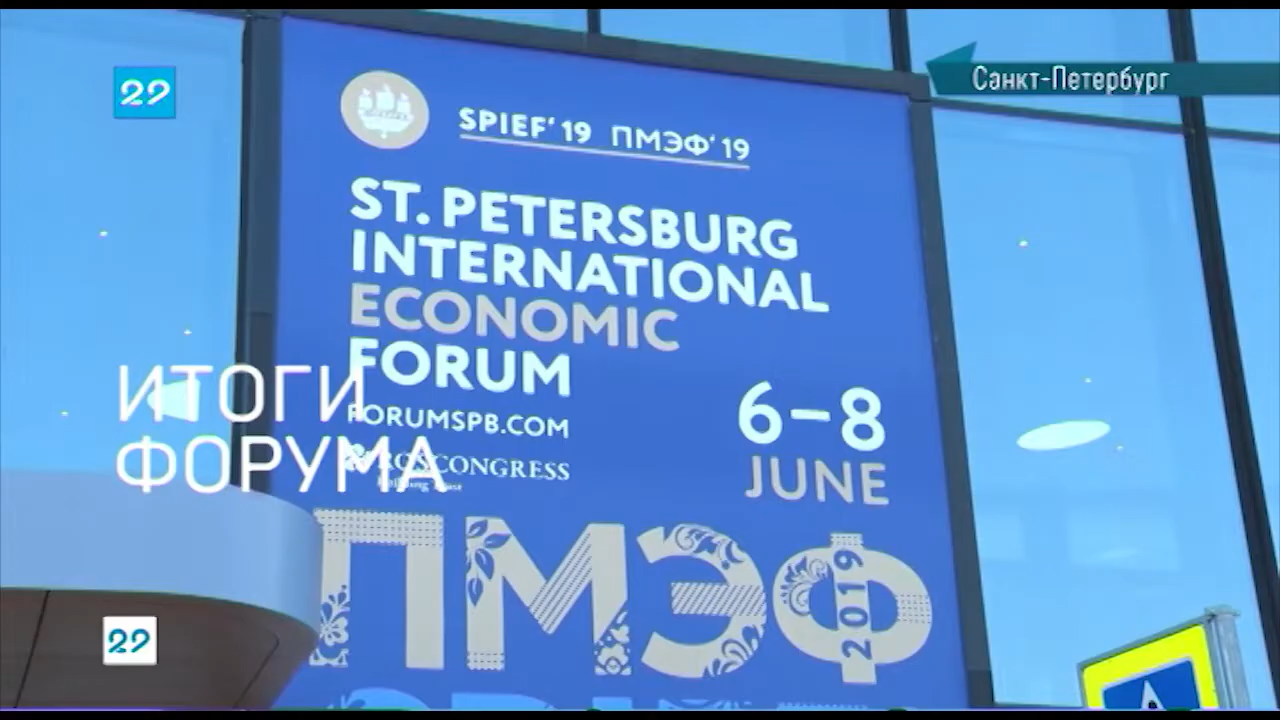 29
Санкт-Петербург
SPIEF' 19 ПМЭФ' 19
ST. PETERSBURG
INTERNATIONAL
ECONOMIC
FORUM
FORUMSPB.COM
ROSCONGRESS
6–8
JUNE
ИТОГИ
ФОРУМА
ПМЭФ
2019
29